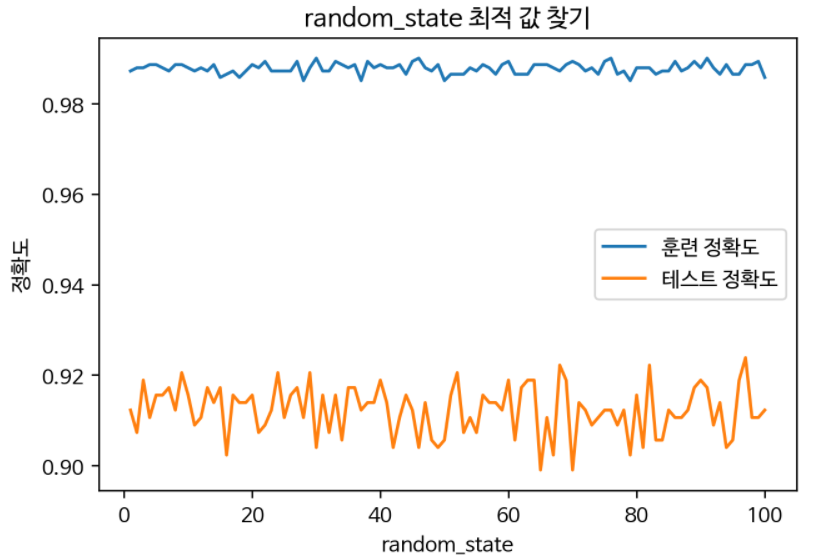 random_state 최적 값 찾기
정확도
0.98
0.96
0.94
0.92
0.90
훈련 정확도
테스트 정확도
0 20 40 60 80 100
random_state